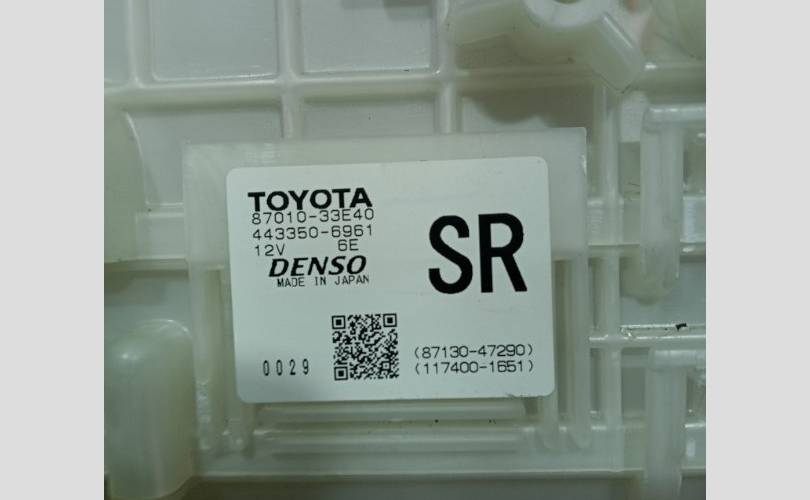 TOYOTA
87010-33E40
443350-6961
12V 6E
DENSO
MADE IN JAPAN
SR
0029
(87130-47290)
(117400-1651)